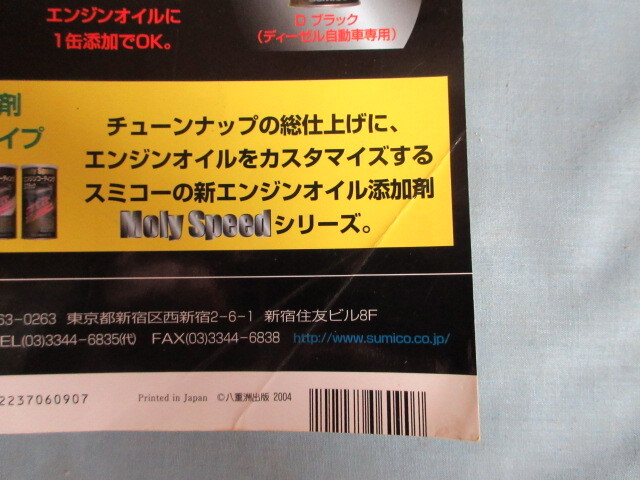 エンジンオイルに
1缶添加でOK。
D ブラック
(ディーゼル自動車専用)
剤
イプ
チューンナップの総仕上げに、
エンジンオイルをカスタマイズする
スミコーの新エンジンオイル添加剤
Moly Speedシリーズ。
63-0263 東京都新宿区西新宿2-6-1 新宿住友ビル8F
EL(03)3344-6835(代) FAX(03)3344-6838 http://www.sumico.co.jp/
2237060907
Printed in Japan ©八重洲出版 2004